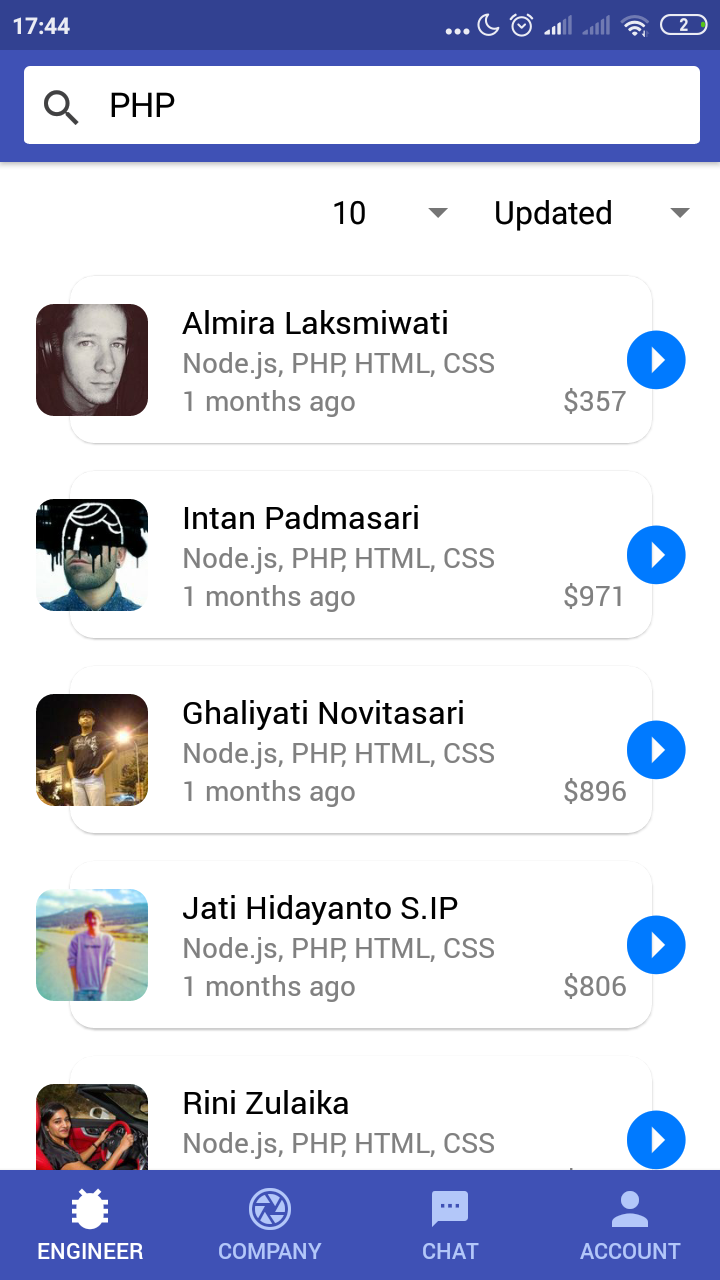 17:44
2
PHP
10
Updated
Almira Laksmiwati
Node.js, PHP, HTML, CSS
1 months ago
$357
Intan Padmasari
Node.js, PHP, HTML, CSS
1 months ago
$971
Ghaliyati Novitasari
Node.js, PHP, HTML, CSS
1 months ago
$896
Jati Hidayanto S.IP
Node.js, PHP, HTML, CSS
1 months ago
$806
Rini Zulaika
Node.js, PHP, HTML, CSS
ENGINEER
COMPANY
CHAT
ACCOUNT